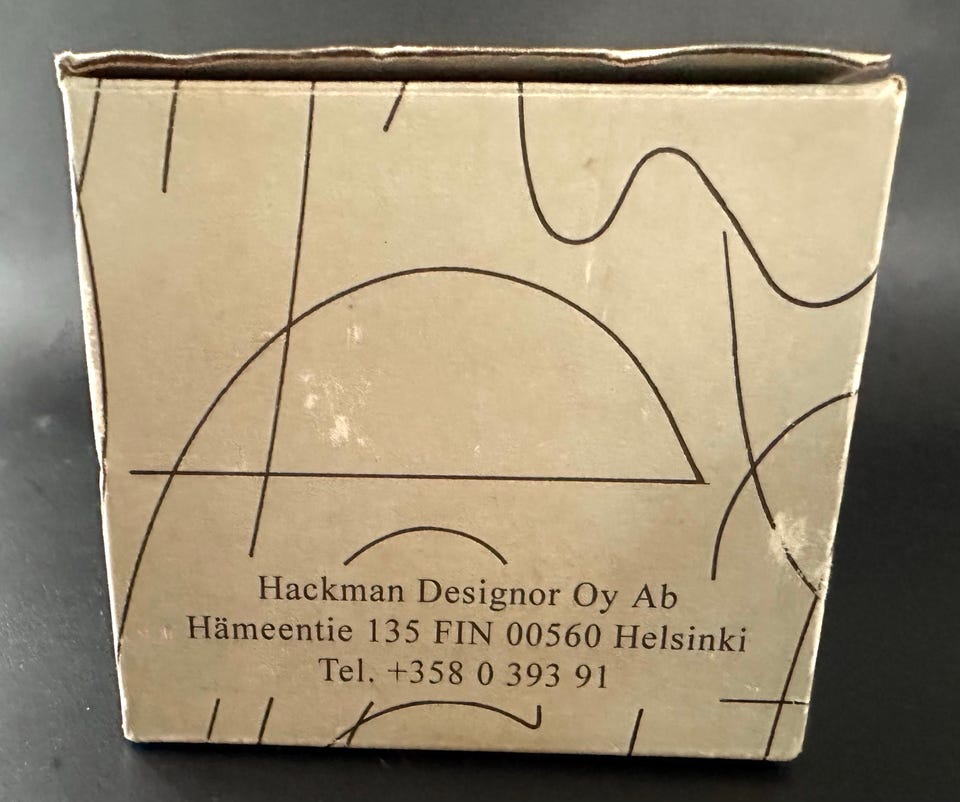 Hackman Designor Oy Ab
Hämeentie 135 FIN 00560 Helsinki
Tel. +358 0 393 91